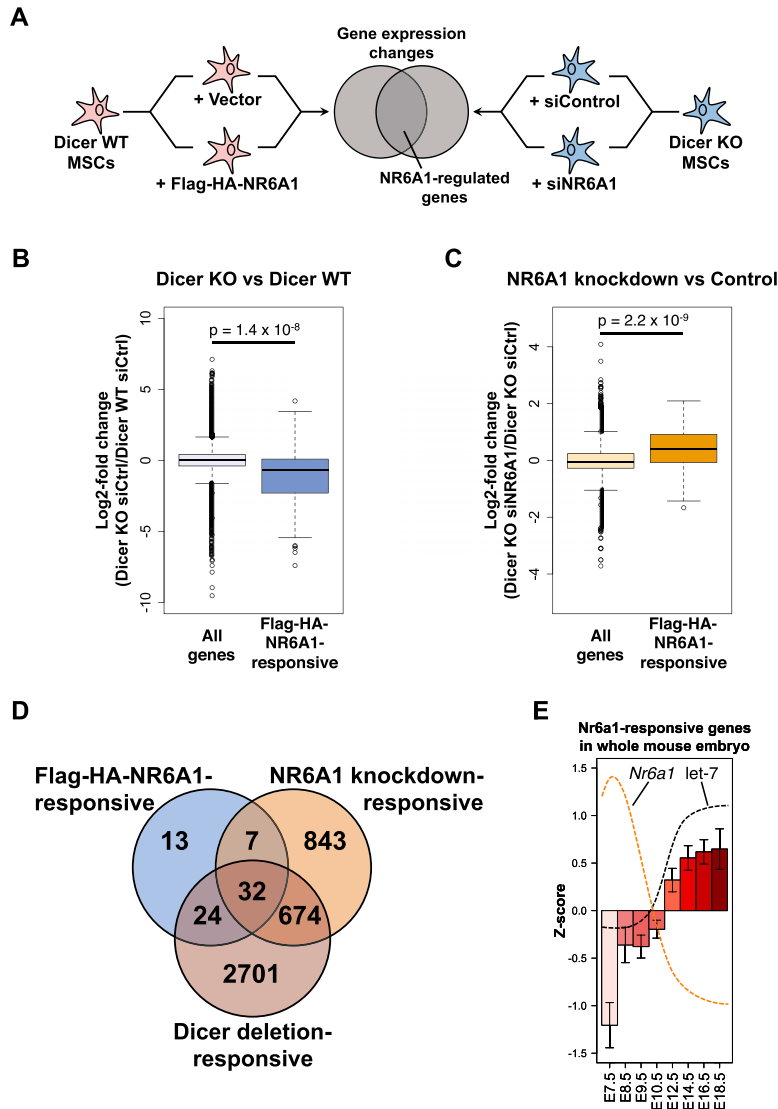 A
Gene expression
changes
+ Vector
+ siControl
Dicer WT
MSCs
Dicer KO
MSCs
+ Flag-HA-NR6A1
NR6A1-regulated
genes
+ siNR6A1
B
Dicer KO vs Dicer WT
Log2-fold change
(Dicer KO siCtrl/Dicer WT siCtrl)
10
5
0
-5
-10
p = 1.4 x 10-8
All
genes
Flag-HA-
NR6A1-
responsive
C
NR6A1 knockdown vs Control
Log2-fold change
(Dicer KO siNR6A1/Dicer KO siCtrl)
4
2
0
-2
-4
p = 2.2 x 10-9
All
genes
Flag-HA-
NR6A1-
responsive
D
Flag-HA-NR6A1-
responsive
NR6A1 knockdown-
responsive
13
7
843
32
24
674
2701
Dicer deletion-
responsive
E
Nr6a1-responsive genes
in whole mouse embryo
Nr6a1
let-7
Z-score
1.5
1.0
0.5
0.0
-0.5
-1.0
-1.5
E7.5
E8.5
E9.5
E10.5
E12.5
E14.5
E16.5
E18.5